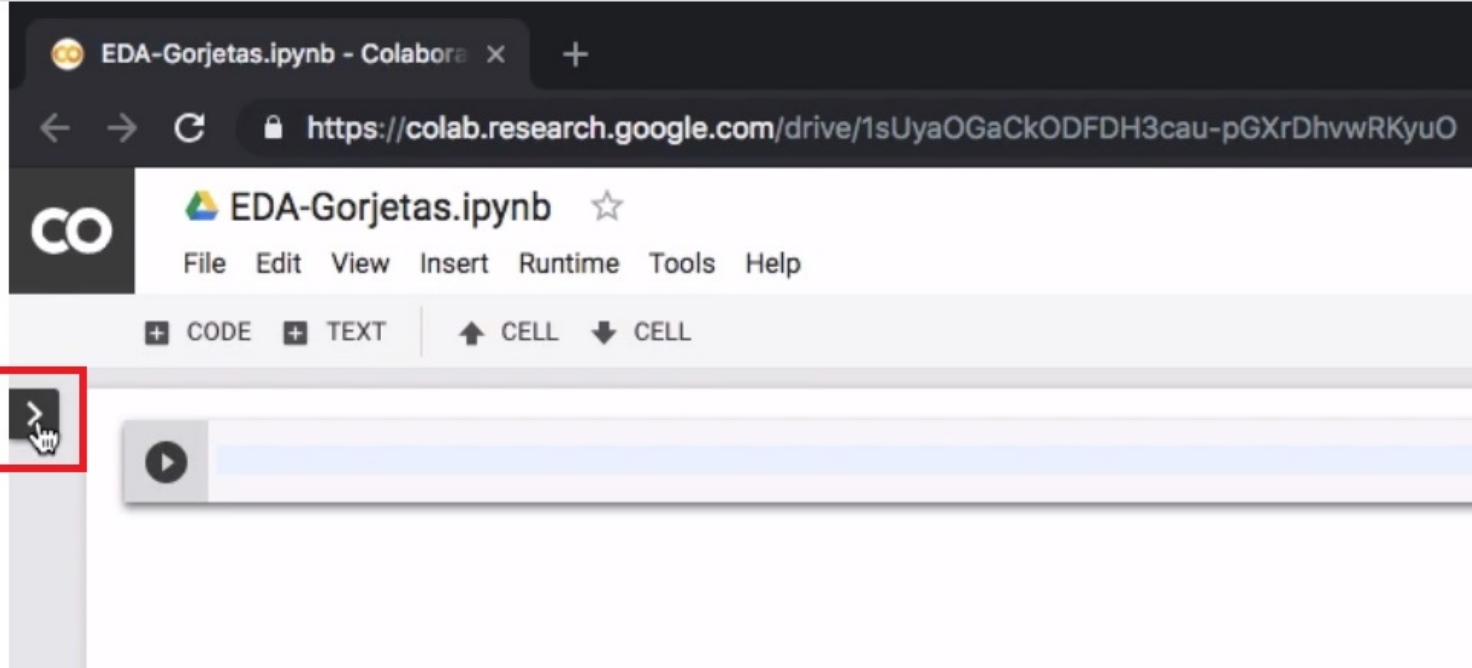 EDA-Gorjetas.ipynb - Colabora
https://colab.research.google.com/drive/1sUyaOGaCkODFDH3cau-pGXrDhvwRKyuO
CO EDA-Gorjetas.ipynb
File Edit View Insert Runtime Tools Help
CODE TEXT CELL CELL